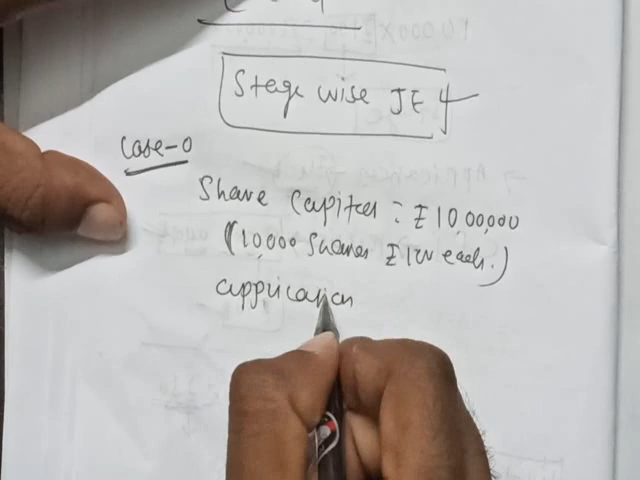 Stage wise JE
Case-0
Share Capital : ₹10,00,000
(10,000 Shares ₹100 each.)
application